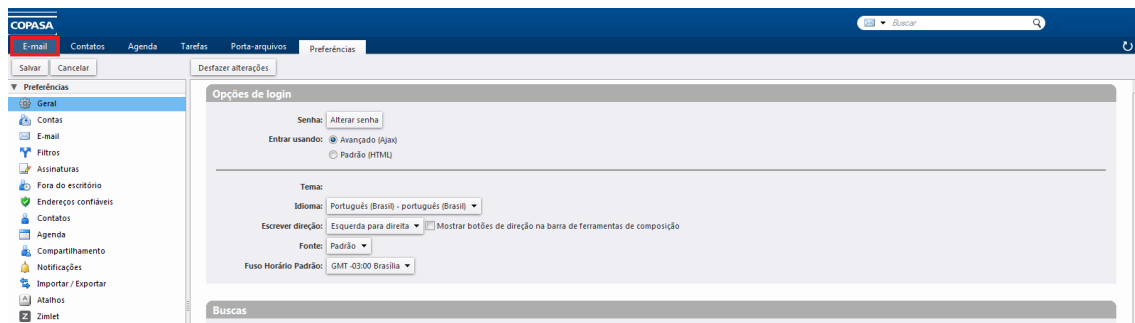 COPASA
Buscar
E-mail Contatos Agenda Tarefas Porta-arquivos Preferências
Salvar Cancelar Desfazer alterações
Preferências
Geral
Contas
E-mail
Filtros
Assinaturas
Fora do escritório
Endereços confiáveis
Contatos
Agenda
Compartilhamento
Notificações
Importar / Exportar
Atalhos
Zimlet
Opções de login
Senha: Alterar senha
Entrar usando: Avançado (Ajax)
Padrão (HTML)
Tema:
Idioma: Português (Brasil) - português (Brasil)
Escrever direção: Esquerda para direita Mostrar botões de direção na barra de ferramentas de composição
Fonte: Padrão
Fuso Horário Padrão: GMT -03:00 Brasília
Buscas